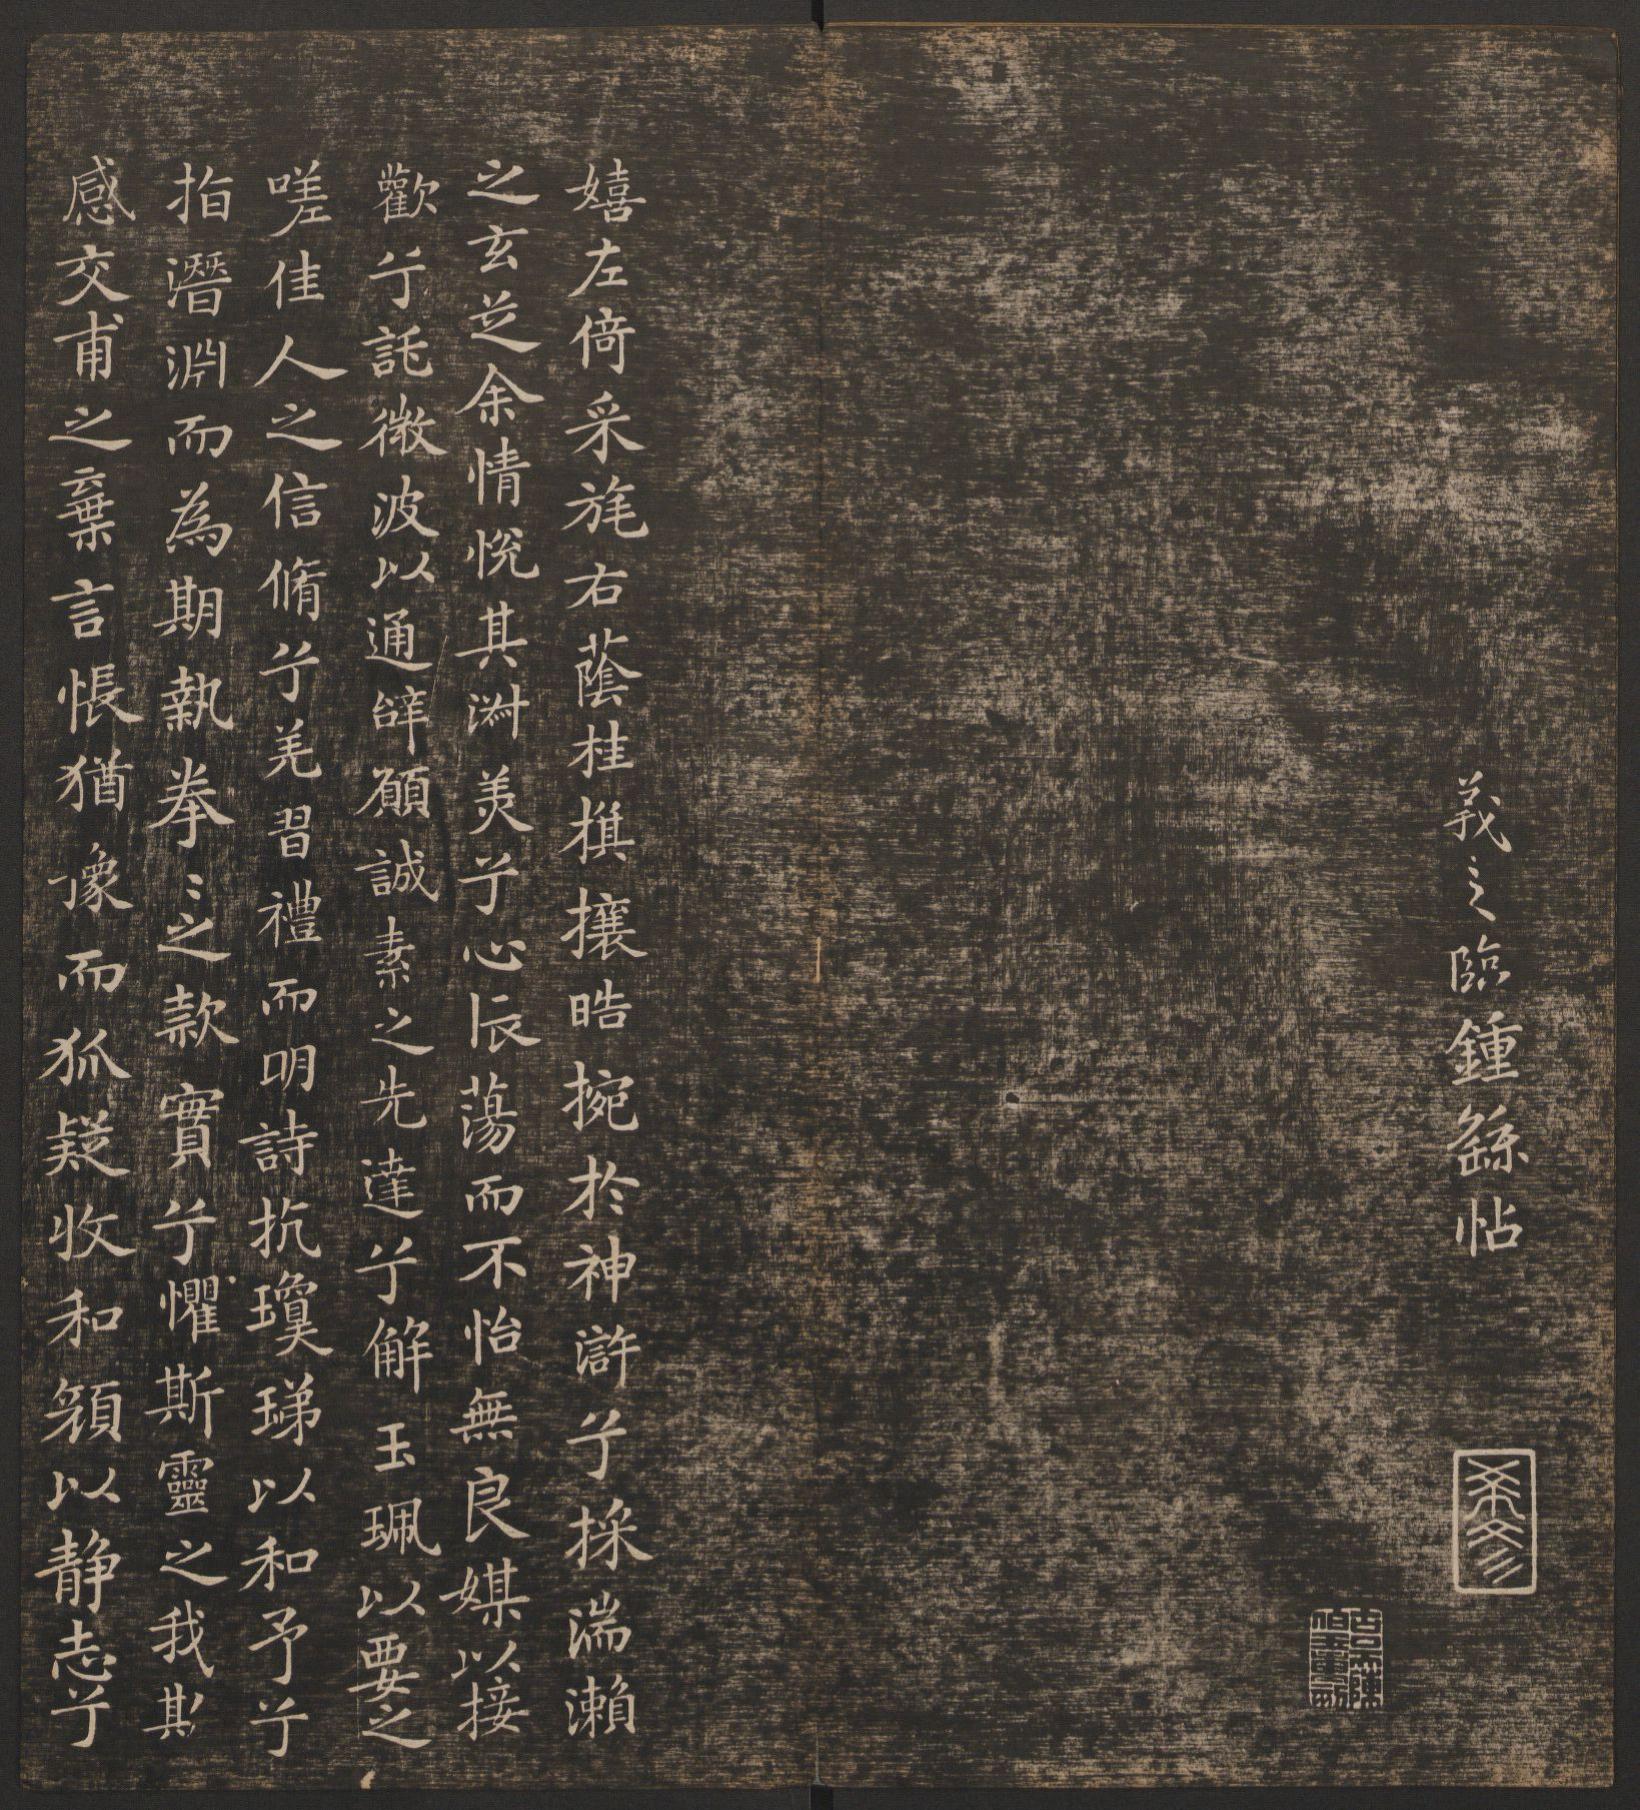 羲之臨鍾繇帖
嬉左倚采旄右蔭桂旗攘皓捥於神滸兮採湍瀨
之玄芝余情悅其淑美兮心辰蕩而不怡無良媒以接
歡兮託微波以通辭願誠素之先達兮解玉珮以要之
嗟佳人之信脩兮羌習禮而明詩抗瓊珶以和予兮
指潛淵而為期執拳〻之款實兮懼斯靈之我欺
感交甫之棄言悵猶豫而狐疑收和顏以静志兮